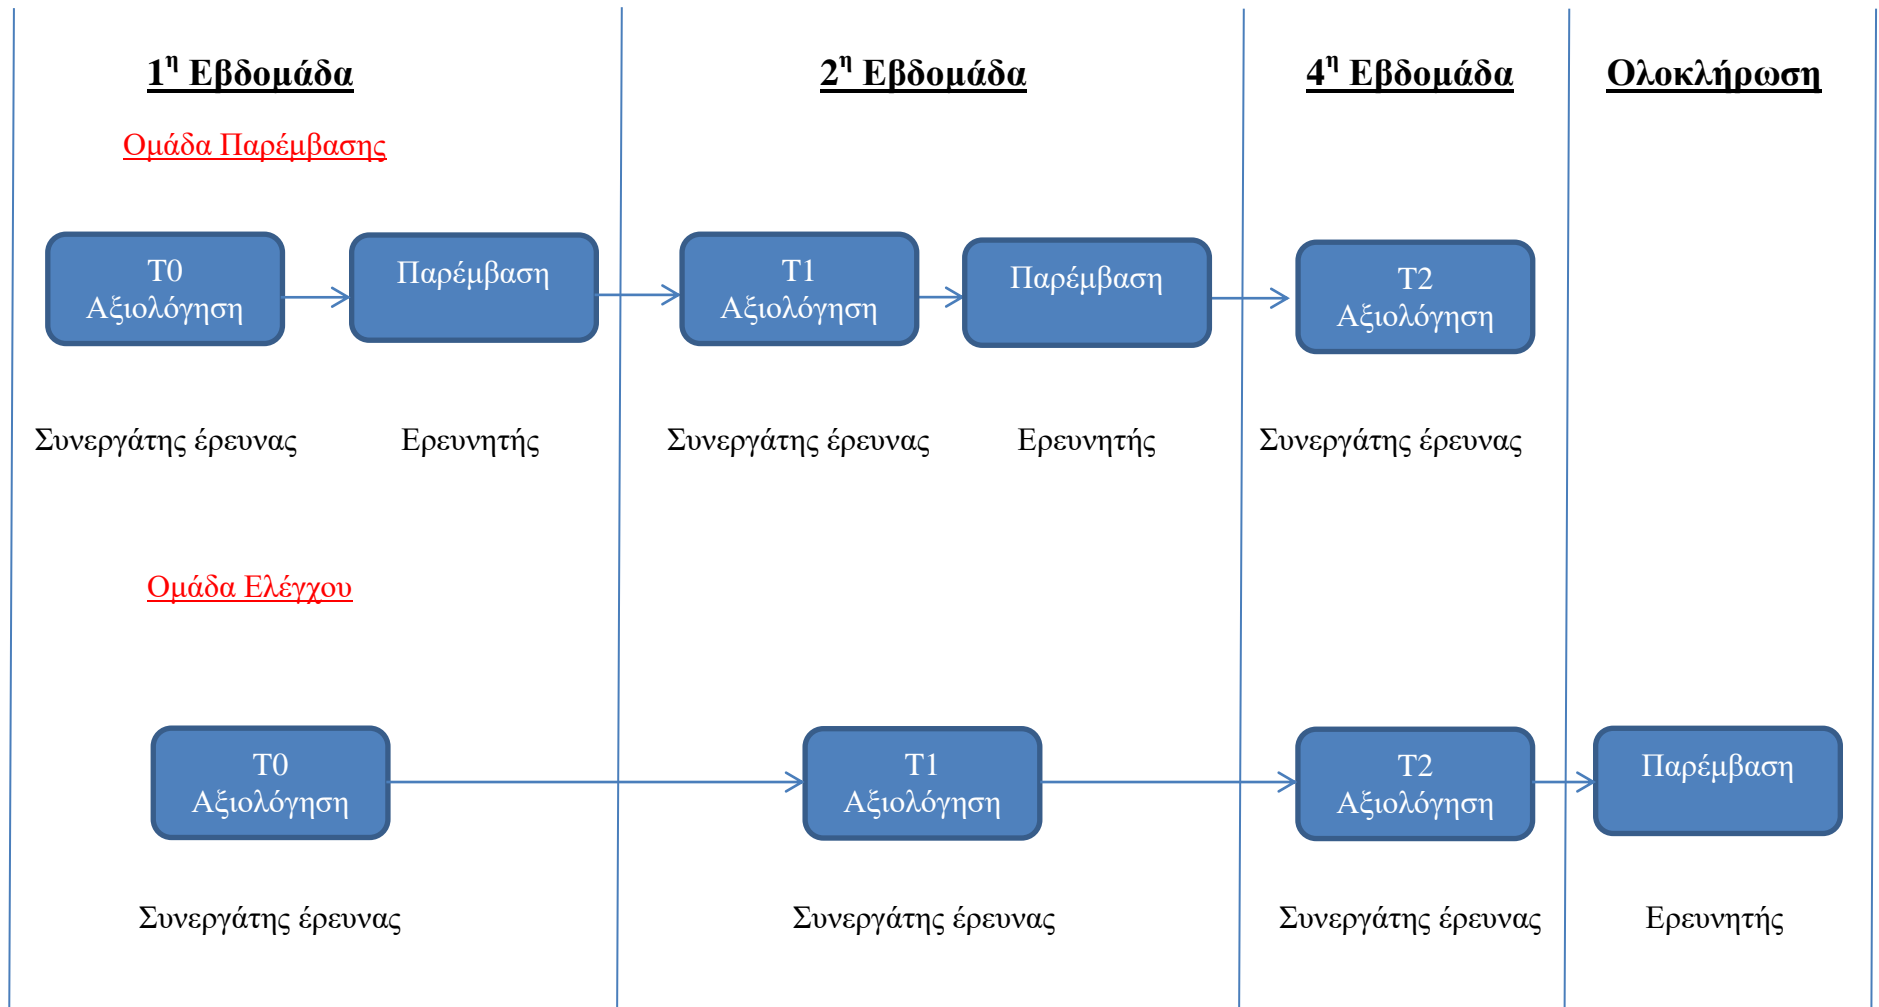 1η Εβδομάδα
2η Εβδομάδα
4η Εβδομάδα
Ολοκλήρωση
Ομάδα Παρέμβασης
T0
Αξιολόγηση
Παρέμβαση
T1
Αξιολόγηση
Παρέμβαση
T2
Αξιολόγηση
Συνεργάτης έρευνας
Ερευνητής
Συνεργάτης έρευνας
Ερευνητής
Συνεργάτης έρευνας
Ομάδα Ελέγχου
T0
Αξιολόγηση
T1
Αξιολόγηση
T2
Αξιολόγηση
Παρέμβαση
Συνεργάτης έρευνας
Συνεργάτης έρευνας
Συνεργάτης έρευνας
Ερευνητής